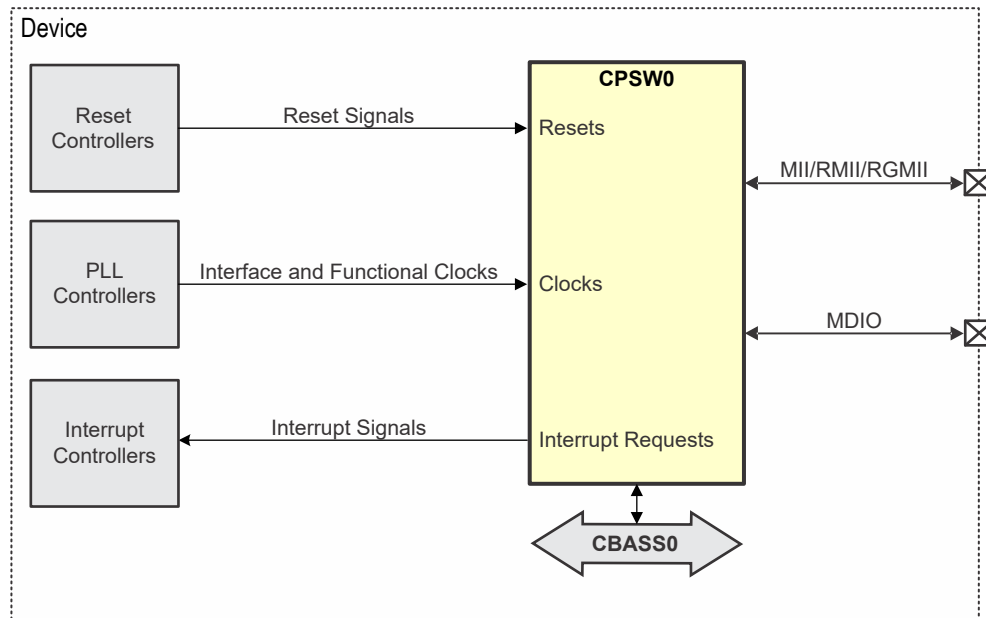 Device
CPSW0
Reset
Controllers
Reset Signals
Resets
MII/RMII/RGMII
PLL
Controllers
Interface and Functional Clocks
Clocks
MDIO
Interrupt
Controllers
Interrupt Signals
Interrupt Requests
CBASS0